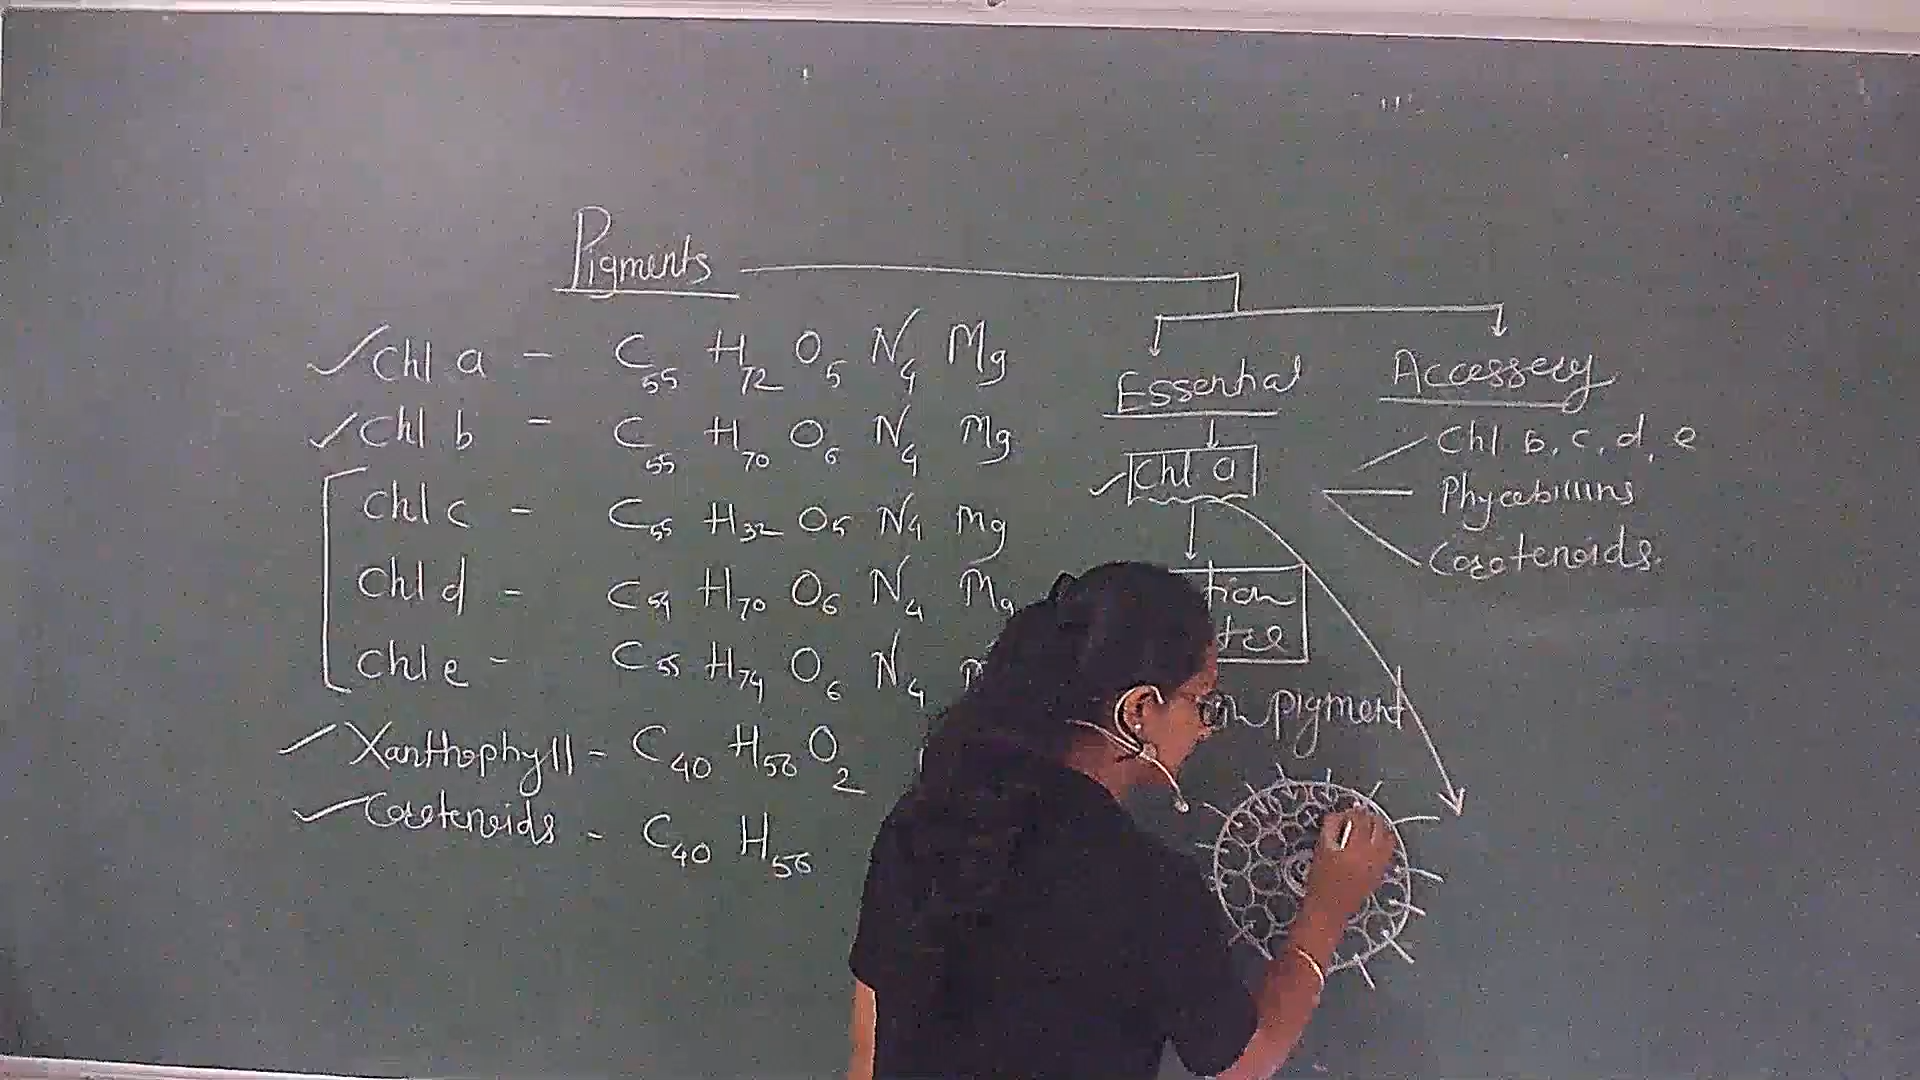 Pigments
Chl a - C55 H72 O5 N4 Mg
Chl b - C55 H70 O6 N4 Mg
Chl c - C55 H32 O5 N4 Mg
Chl d - C54 H70 O6 N4 Mg
Chl e - C55 H74 O6 N4
Xanthophyll - C40 H56 O2
Carotenoids - C40 H56
Essential
Chl a
pigment
Accessory
Chl b, c, d, e
Phycobilins
Carotenoids.